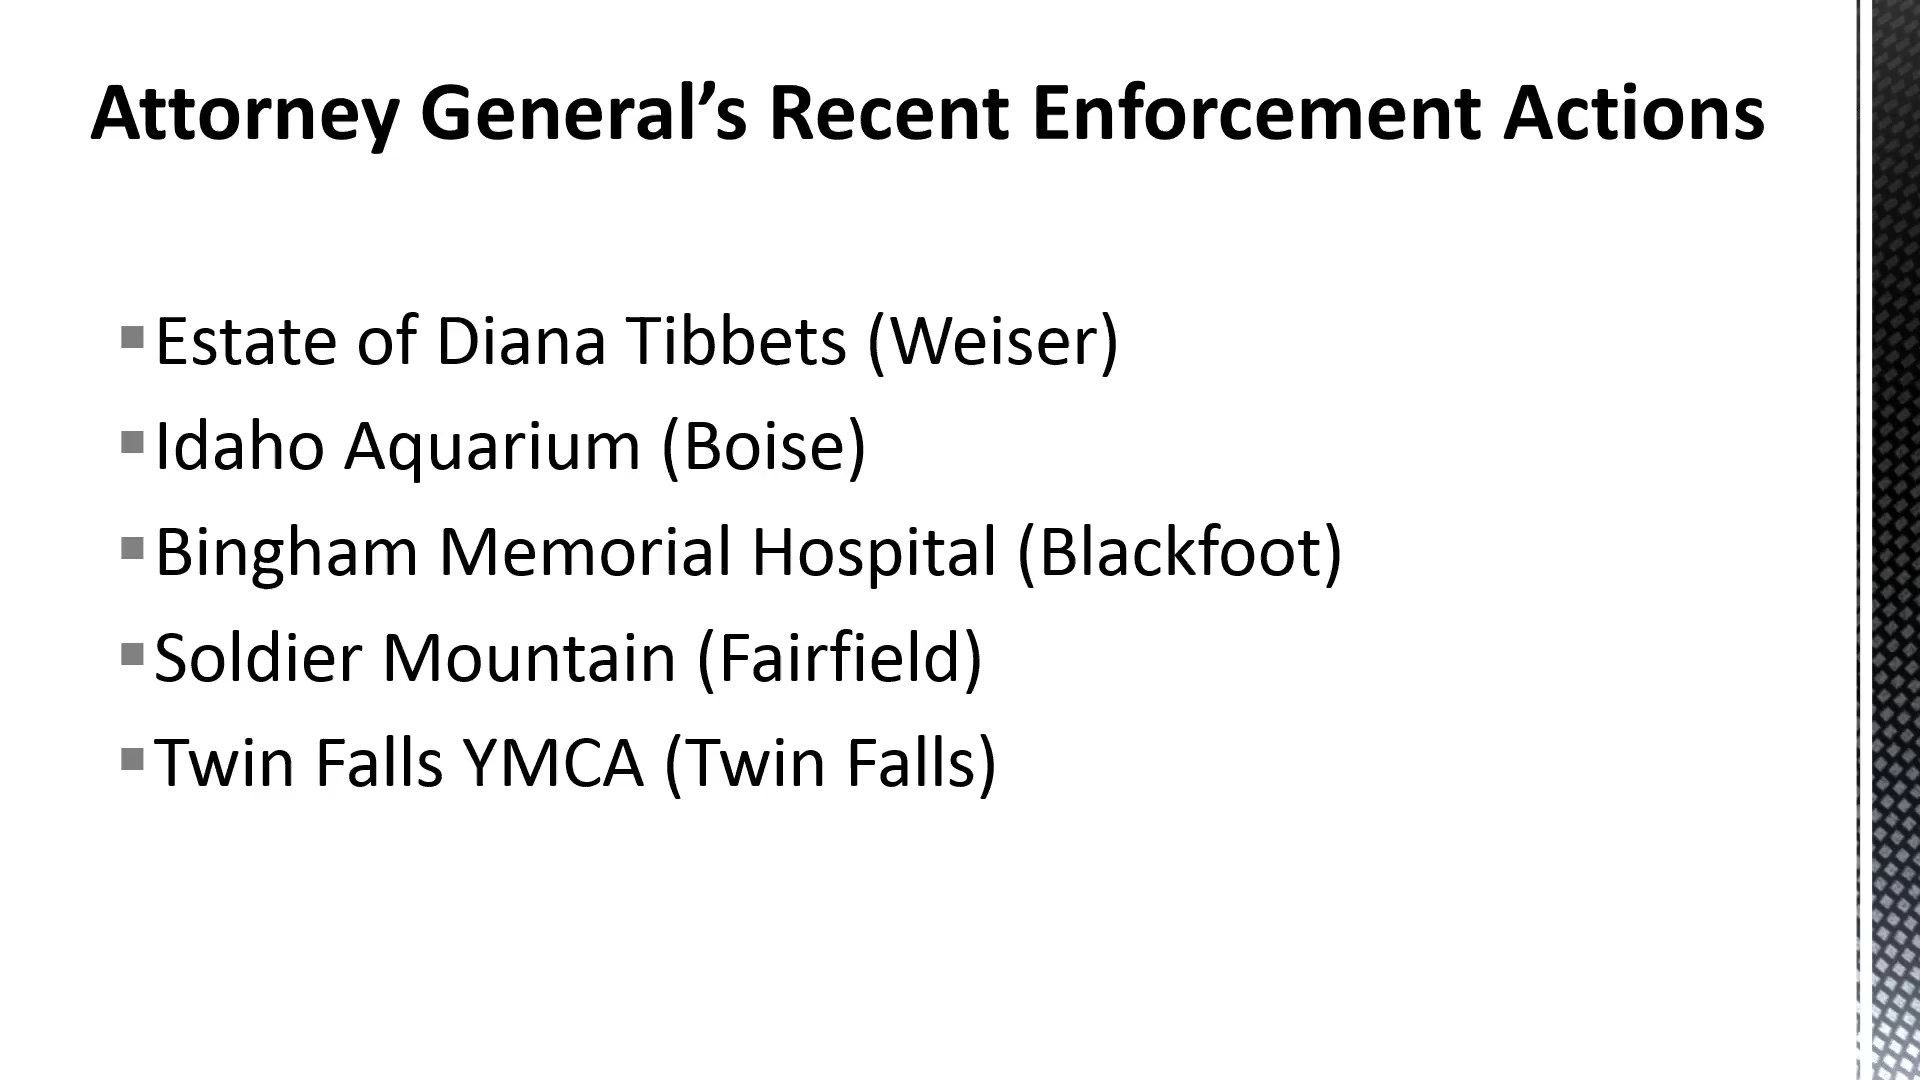 Attorney General’s Recent Enforcement Actions
▪Estate of Diana Tibbets (Weiser)
▪Idaho Aquarium (Boise)
▪Bingham Memorial Hospital (Blackfoot)
▪Soldier Mountain (Fairfield)
▪Twin Falls YMCA (Twin Falls)